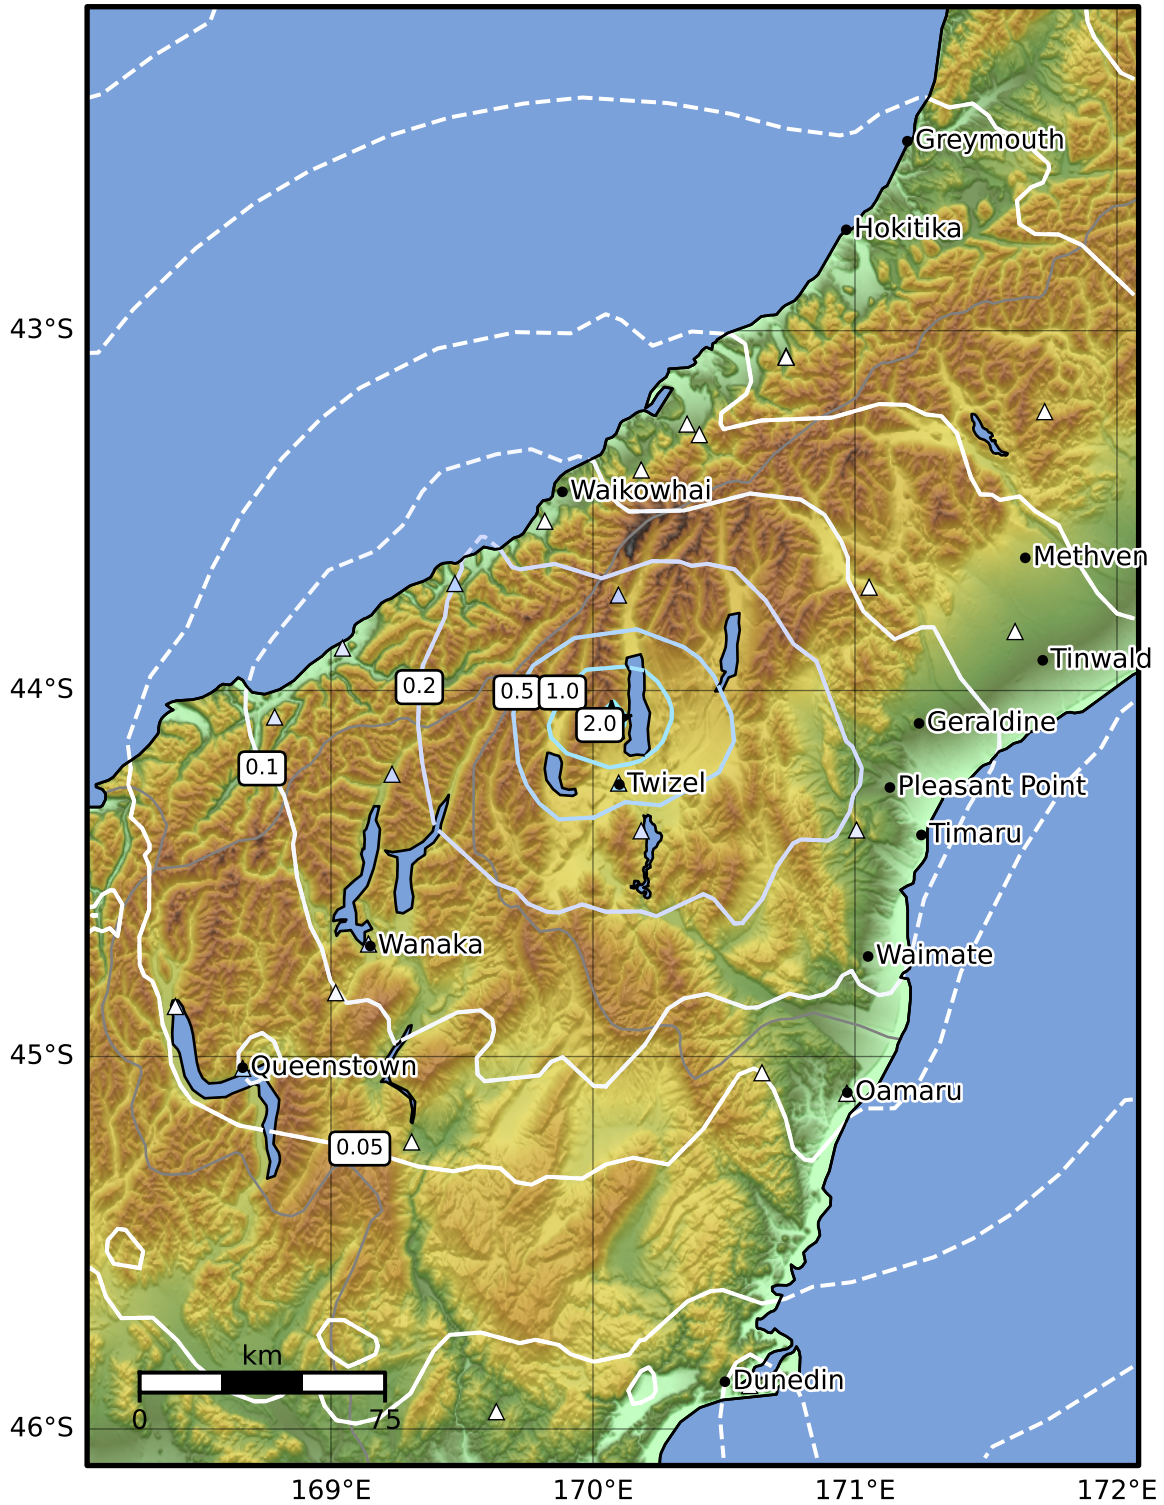 Greymouth
Hokitika
43°S
Waikowhai
Methven
Tinwald
44°S
0.2
0.5
1.0
2.0
Geraldine
0.1
Twizel
Pleasant Point
Timaru
Wanaka
Waimate
45°S
Queenstown
Oamaru
0.05
km
0
75
Dunedin
46°S
169°E
170°E
171°E
172°E